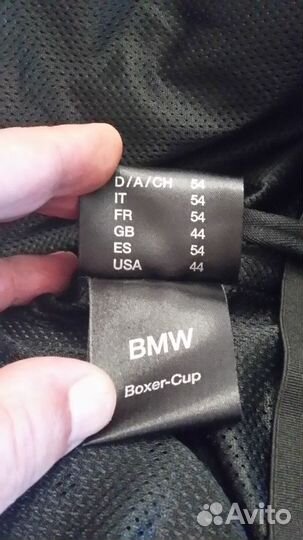 D/A/CH 54
IT 54
FR 54
GB 44
ES 54
USA 44
BMW
Boxer-Cup
Avito